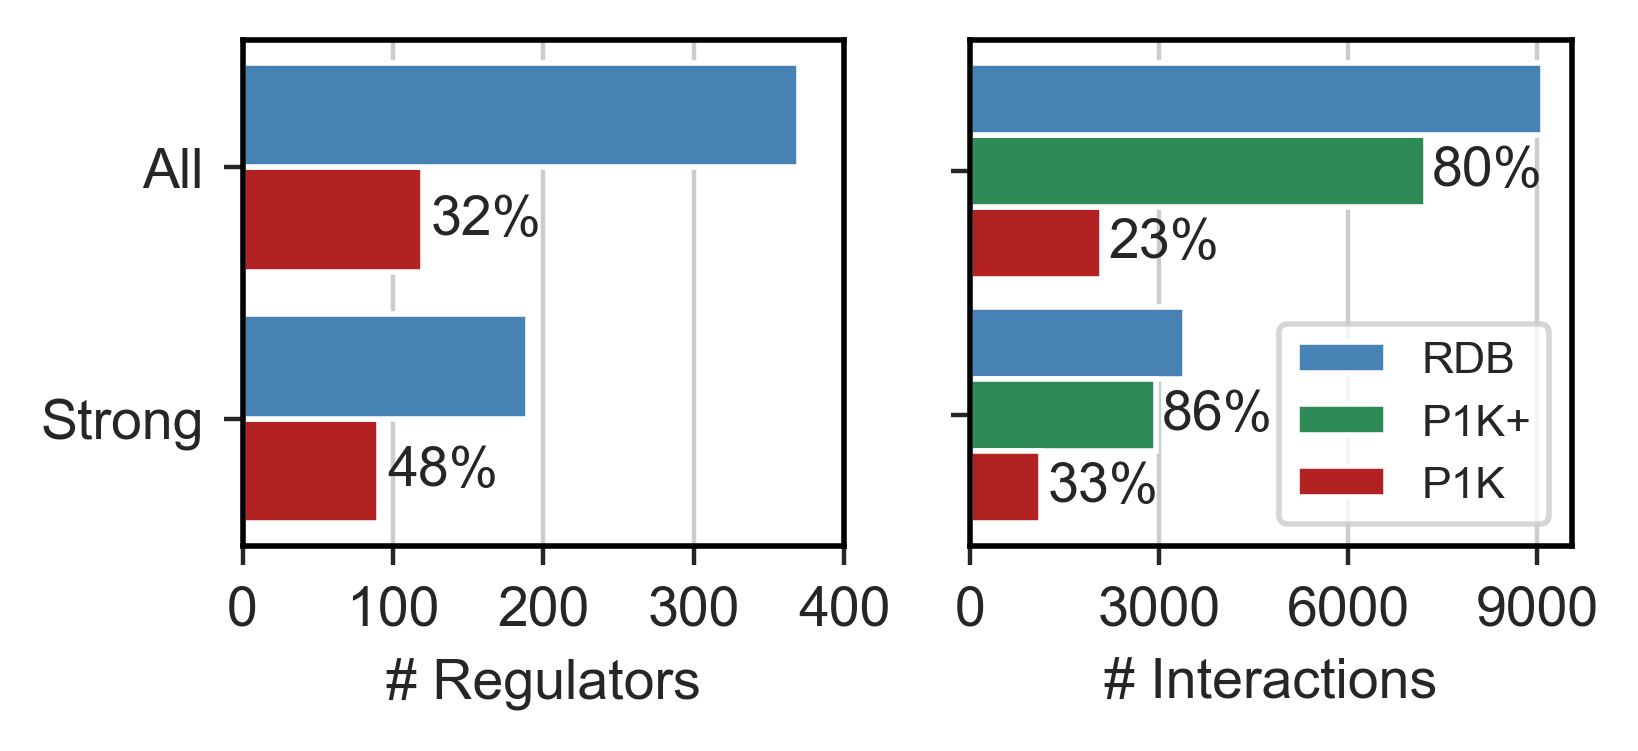 All
32%
Strong
48%
0 100 200 300 400
# Regulators
80%
23%
86%
33%
RDB
P1K+
P1K
0 3000 6000 9000
# Interactions